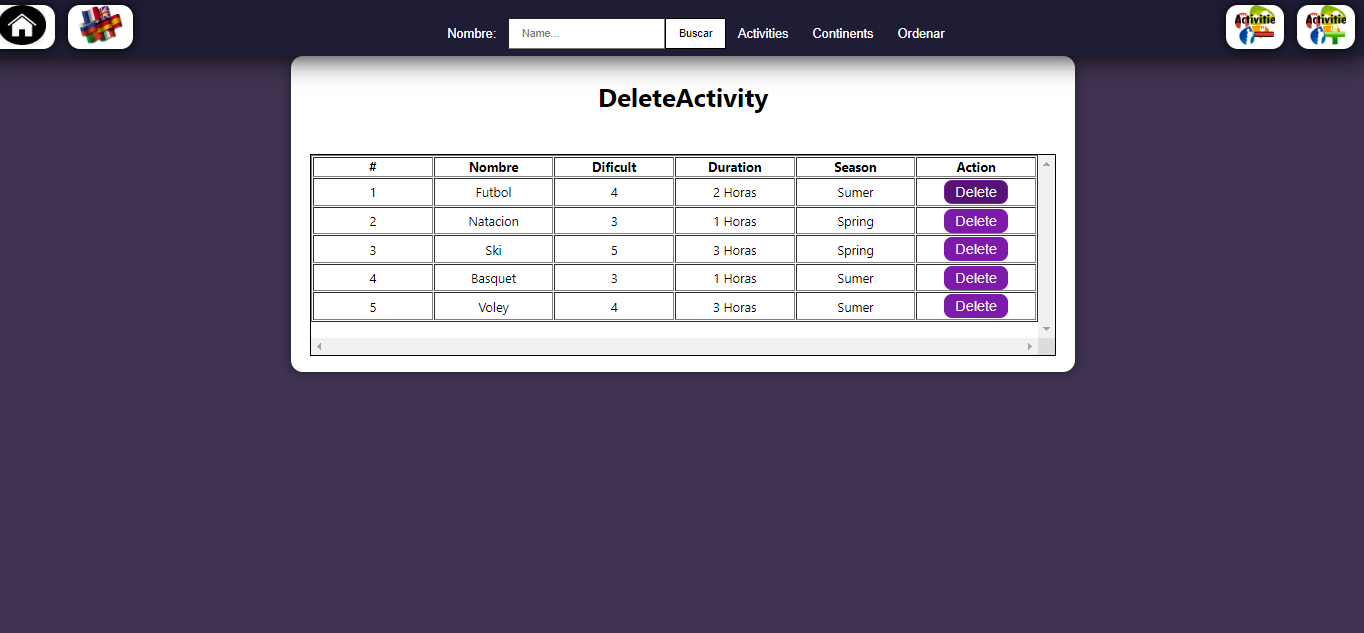 Nombre: Name... Buscar Activities Continents Ordenar Activitie Activitie
DeleteActivity
# Nombre Dificult Duration Season Action
1 Futbol 4 2 Horas Sumer Delete
2 Natacion 3 1 Horas Spring Delete
3 Ski 5 3 Horas Spring Delete
4 Basquet 3 1 Horas Sumer Delete
5 Voley 4 3 Horas Sumer Delete